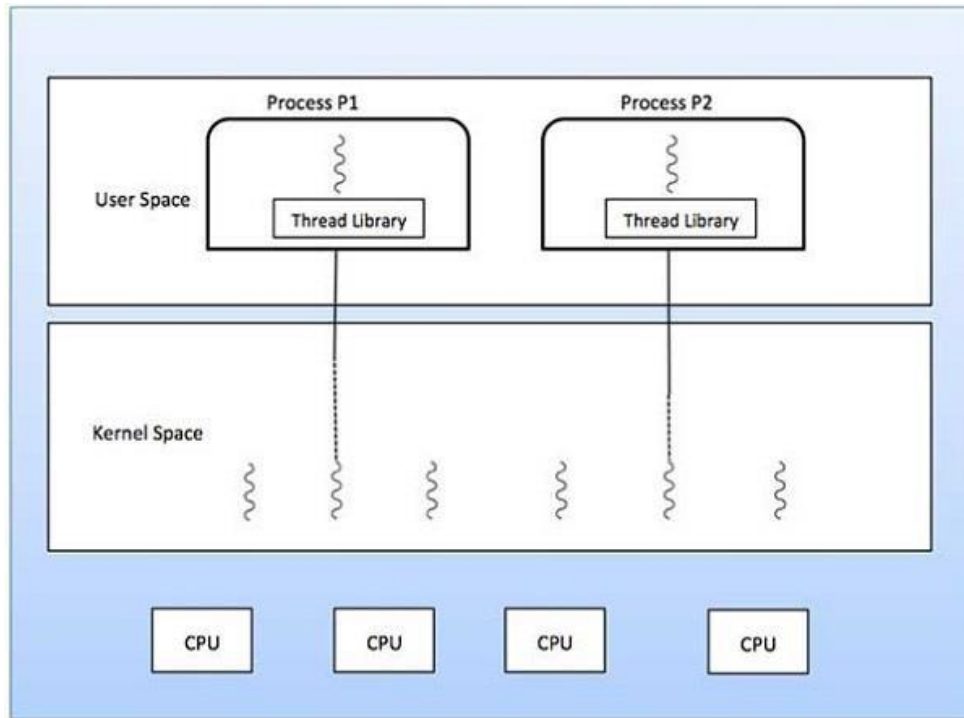 Process P1
Process P2
User Space
Thread Library
Thread Library
Kernel Space
CPU
CPU
CPU
CPU